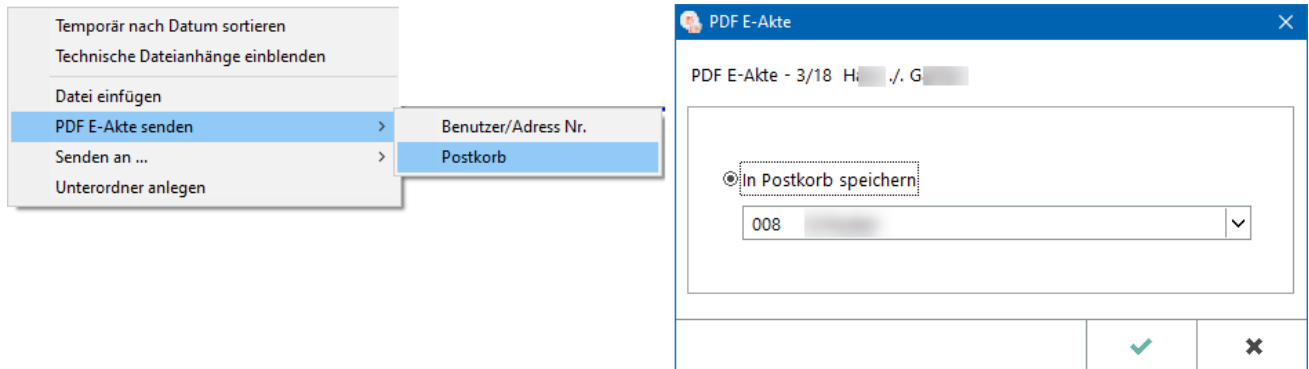 Temporär nach Datum sortieren
Technische Dateianhänge einblenden
Datei einfügen
PDF E-Akte senden
Benutzer/Adress Nr.
Senden an ...
Postkorb
Unterordner anlegen
PDF E-Akte
PDF E-Akte - 3/18 ./.
In Postkorb speichern
008